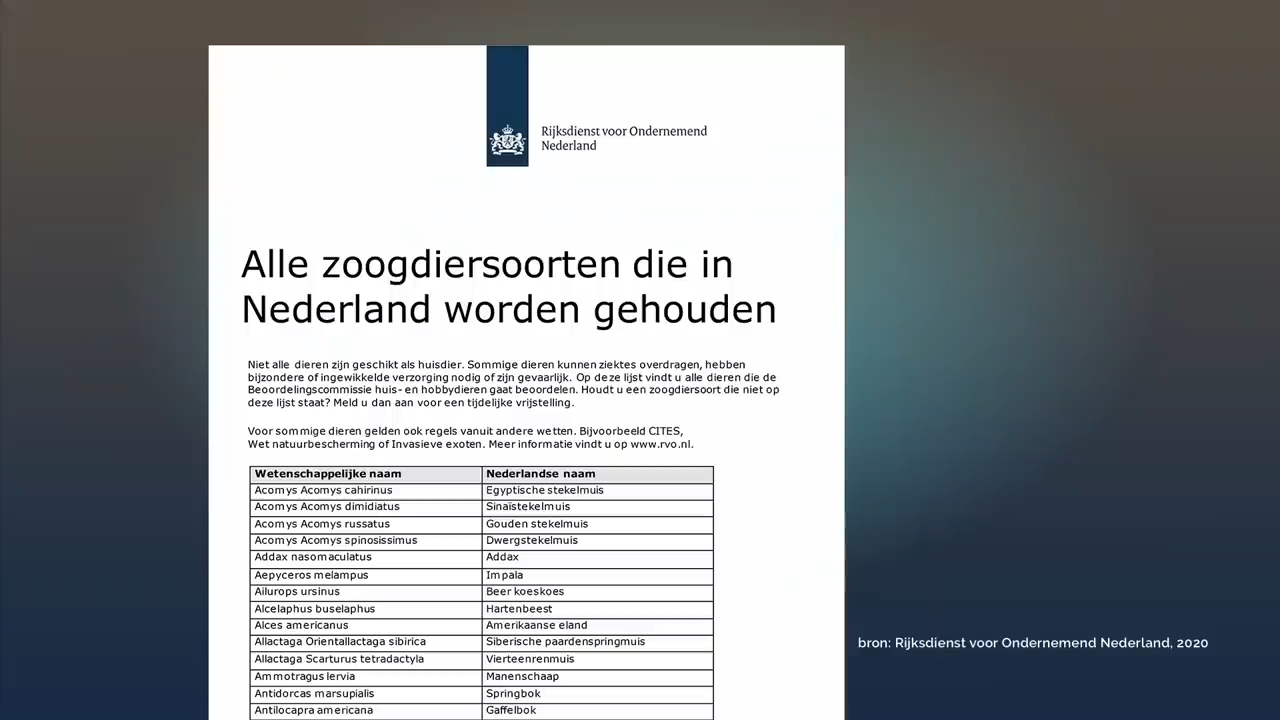 Rijksdienst voor Ondernemend
Nederland
Alle zoogdiersoorten die in
Nederland worden gehouden
Niet alle dieren zijn geschikt als huisdier. Sommige dieren kunnen ziektes overdragen, hebben
bijzondere of ingewikkelde verzorging nodig of zijn gevaarlijk. Op deze lijst vindt u alle dieren die de
Beoordelingscommissie huis- en hobbydieren gaat beoordelen. Houdt u een zoogdiersoort die niet op
deze lijst staat? Meld u dan aan voor een tijdelijke vrijstelling.
Voor sommige dieren gelden ook regels vanuit andere wetten. Bijvoorbeeld CITES,
Wet natuurbescherming of Invasieve exoten. Meer informatie vindt u op www.rvo.nl.
Wetenschappelijke naam Nederlandse naam
Acomys Acomys cahirinus Egyptische stekelmuis
Acomys Acomys dimidiatus Sinaïstekelmuis
Acomys Acomys russatus Gouden stekelmuis
Acomys Acomys spinosissimus Dwergstekelmuis
Addax nasomaculatus Addax
Aepyceros melampus Impala
Ailurops ursinus Beer koeskoes
Alcelaphus buselaphus Hartenbeest
Alces americanus Amerikaanse eland
Allactaga Orientallactaga sibirica Siberische paardenspringmuis
Allactaga Scarturus tetradactyla Vierteenrenmuis
Ammotragus lervia Manenschaap
Antidorcas marsupialis Springbok
Antilocapra americana Gaffelbok
bron: Rijksdienst voor Ondernemend Nederland, 2020